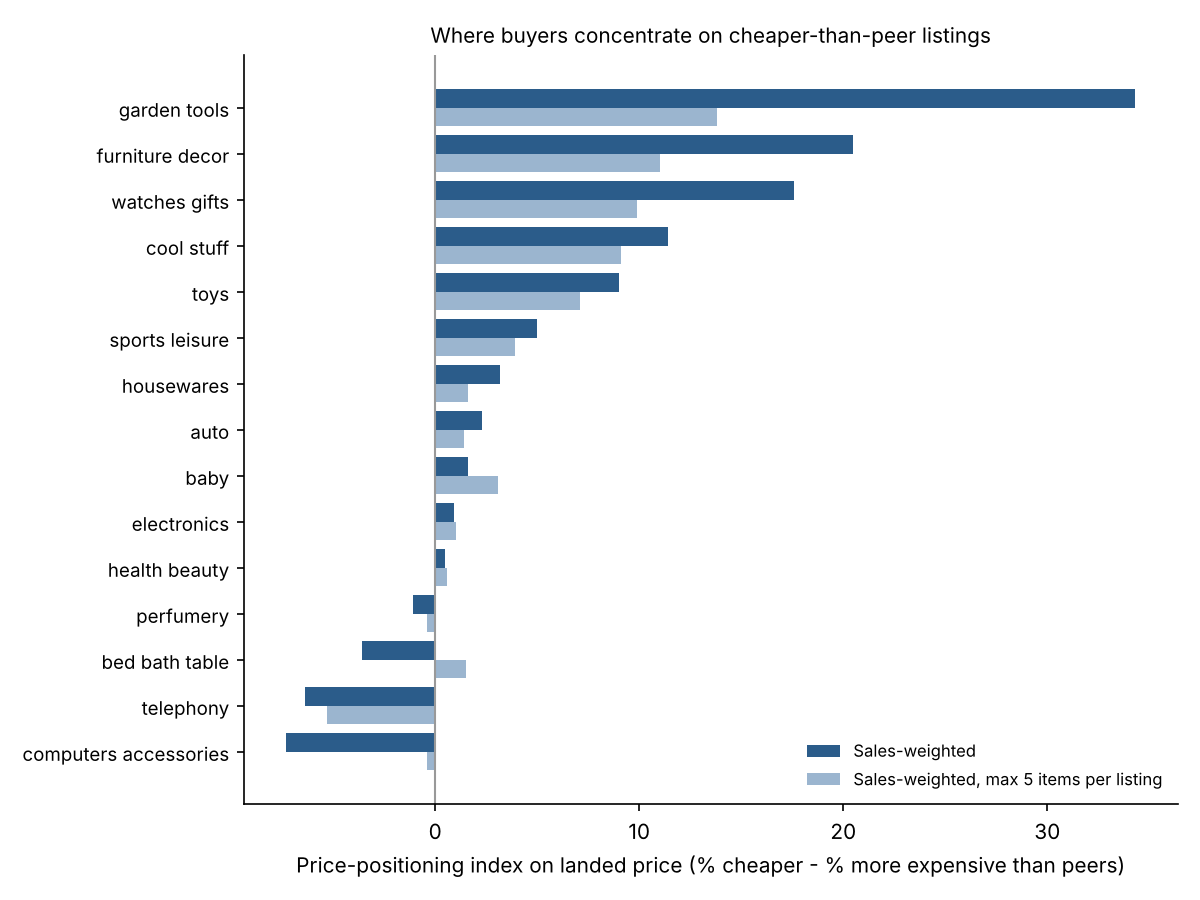 Where buyers concentrate on cheaper-than-peer listings
garden tools
furniture decor
watches gifts
cool stuff
toys
sports leisure
housewares
auto
baby
electronics
health beauty
perfumery
bed bath table
telephony
computers accessories
Sales-weighted
Sales-weighted, max 5 items per listing
0 10 20 30
Price-positioning index on landed price (% cheaper - % more expensive than peers)